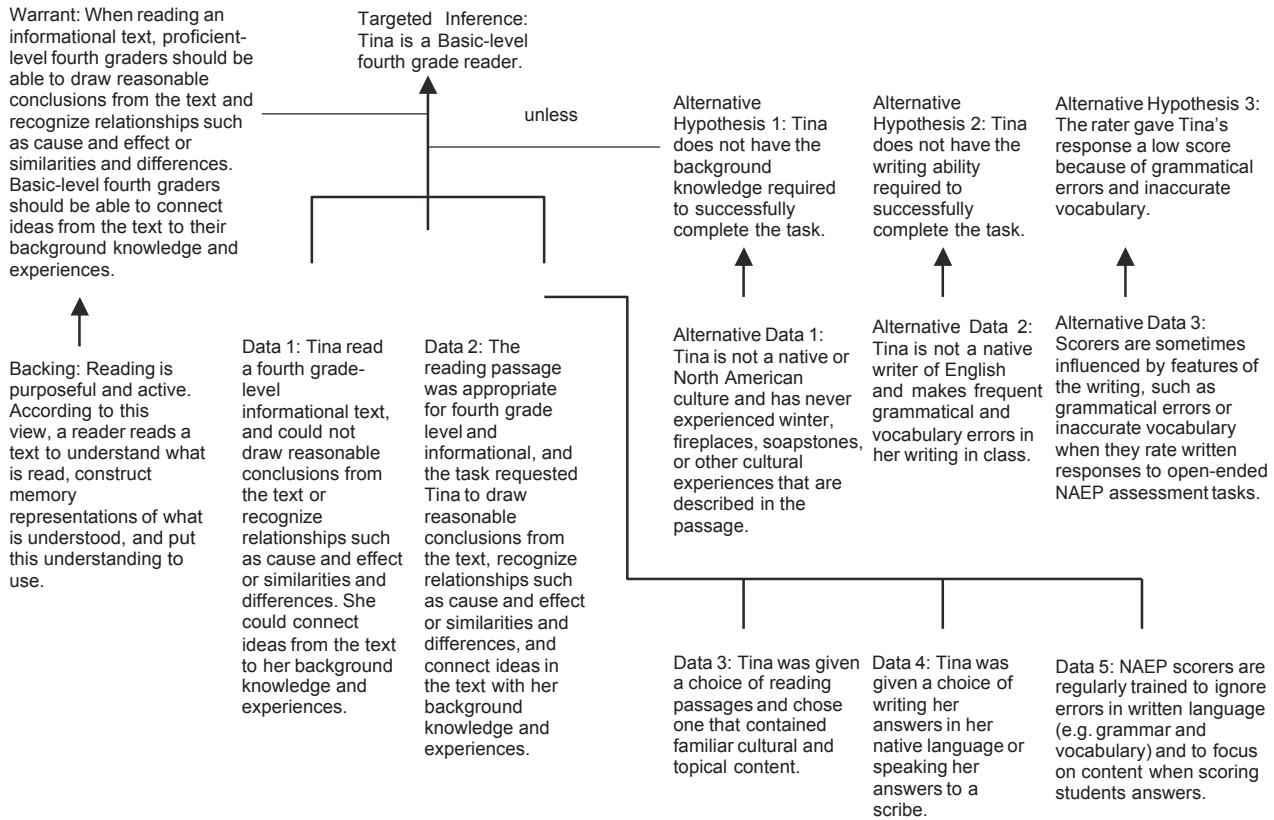 Warrant: When reading an
informational text, proficient-
level fourth graders should be
able to draw reasonable
conclusions from the text and
recognize relationships such
as cause and effect or
similarities and differences.
Basic-level fourth graders
should be able to connect
ideas from the text to their
background knowledge and
experiences.
Targeted Inference:
Tina is a Basic-level
fourth grade reader.
unless
Alternative
Hypothesis 1: Tina
does not have the
background
knowledge required
to successfully
complete the task.
Alternative
Hypothesis 2: Tina
does not have the
writing ability
required to
successfully
complete the task.
Alternative Hypothesis 3:
The rater gave Tina's
response a low score
because of grammatical
errors and inaccurate
vocabulary.
Backing: Reading is
purposeful and active.
According to this
view, a reader reads a
text to understand what
is read, construct
memory
representations of what
is understood, and put
this understanding to
use.
Data 1: Tina read
a fourth grade-
level
informational text,
and could not
draw reasonable
conclusions from
the text or
recognize
relationships such
as cause and effect
or similarities and
differences. She
could connect
ideas from the text
to her background
knowledge and
experiences.
Data 2: The
reading passage
was appropriate
for fourth grade
level and
informational, and
the task requested
Tina to draw
reasonable
conclusions from
the text, recognize
relationships such
as cause and effect
or similarities and
differences, and
connect ideas in
the text with her
background
knowledge and
experiences.
Alternative Data 1:
Tina is not a native or
North American
culture and has never
experienced winter,
fireplaces, soapstones,
or other cultural
experiences that are
described in the
passage.
Alternative Data 2:
Tina is not a native
writer of English
and makes frequent
grammatical and
vocabulary errors in
her writing in class.
Alternative Data 3:
Scorers are sometimes
influenced by features of
the writing, such as
grammatical errors or
inaccurate vocabulary
when they rate written
responses to open-ended
NAEP assessment tasks.
Data 3: Tina was given
a choice of reading
passages and chose
one that contained
familiar cultural and
topical content.
Data 4: Tina was
given a choice of
writing her
answers in her
native language or
speaking her
answers to a
scribe.
Data 5: NAEP scorers are
regularly trained to ignore
errors in written language
(e.g. grammar and
vocabulary) and to focus
on content when scoring
students answers.